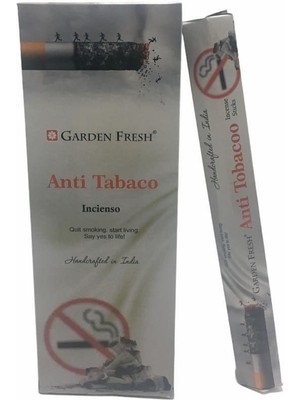 GARDEN FRESH®
Anti Tabaco
Incienso
Quit smoking, start living.
Say yes to life!
Handcrafted in India
GARDEN FRESH®
Anti Tobacoo
Incense
Sticks
Handcrafted in India